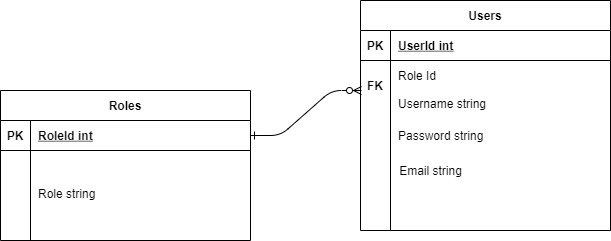 Users
PK UserId int
FK Role Id
Username string
Password string
Email string
Roles
PK RoleId int
Role string